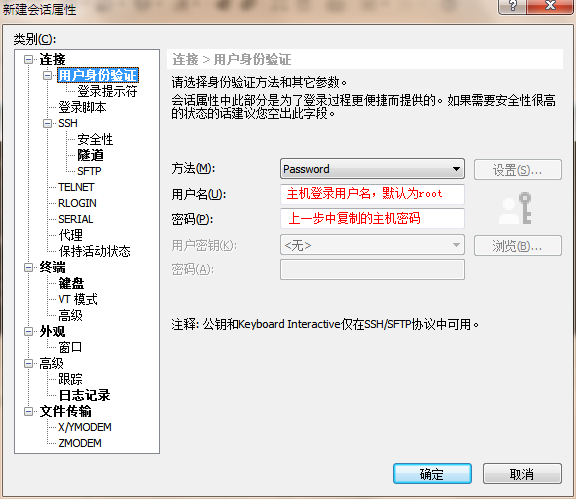 新建会话属性
类别(C):
连接
用户身份验证
登录提示符
登录脚本
SSH
安全性
隧道
SFTP
TELNET
RLOGIN
SERIAL
代理
保持活动状态
终端
键盘
VT 模式
高级
外观
窗口
高级
跟踪
日志记录
文件传输
X/YMODEM
ZMODEM
连接 > 用户身份验证
请选择身份验证方法和其它参数。
会话属性中此部分是为了登录过程更便捷而提供的。如果需要安全性很高
的状态的话建议您空出此字段。
方法(M): Password 设置(S)...
用户名(U): 主机登录用户名，默认为root
密码(P): 上一步中复制的主机密码
用户密钥(K): <无> 浏览(B)...
密码(A):
注释: 公钥和Keyboard Interactive仅在SSH/SFTP协议中可用。
确定 取消